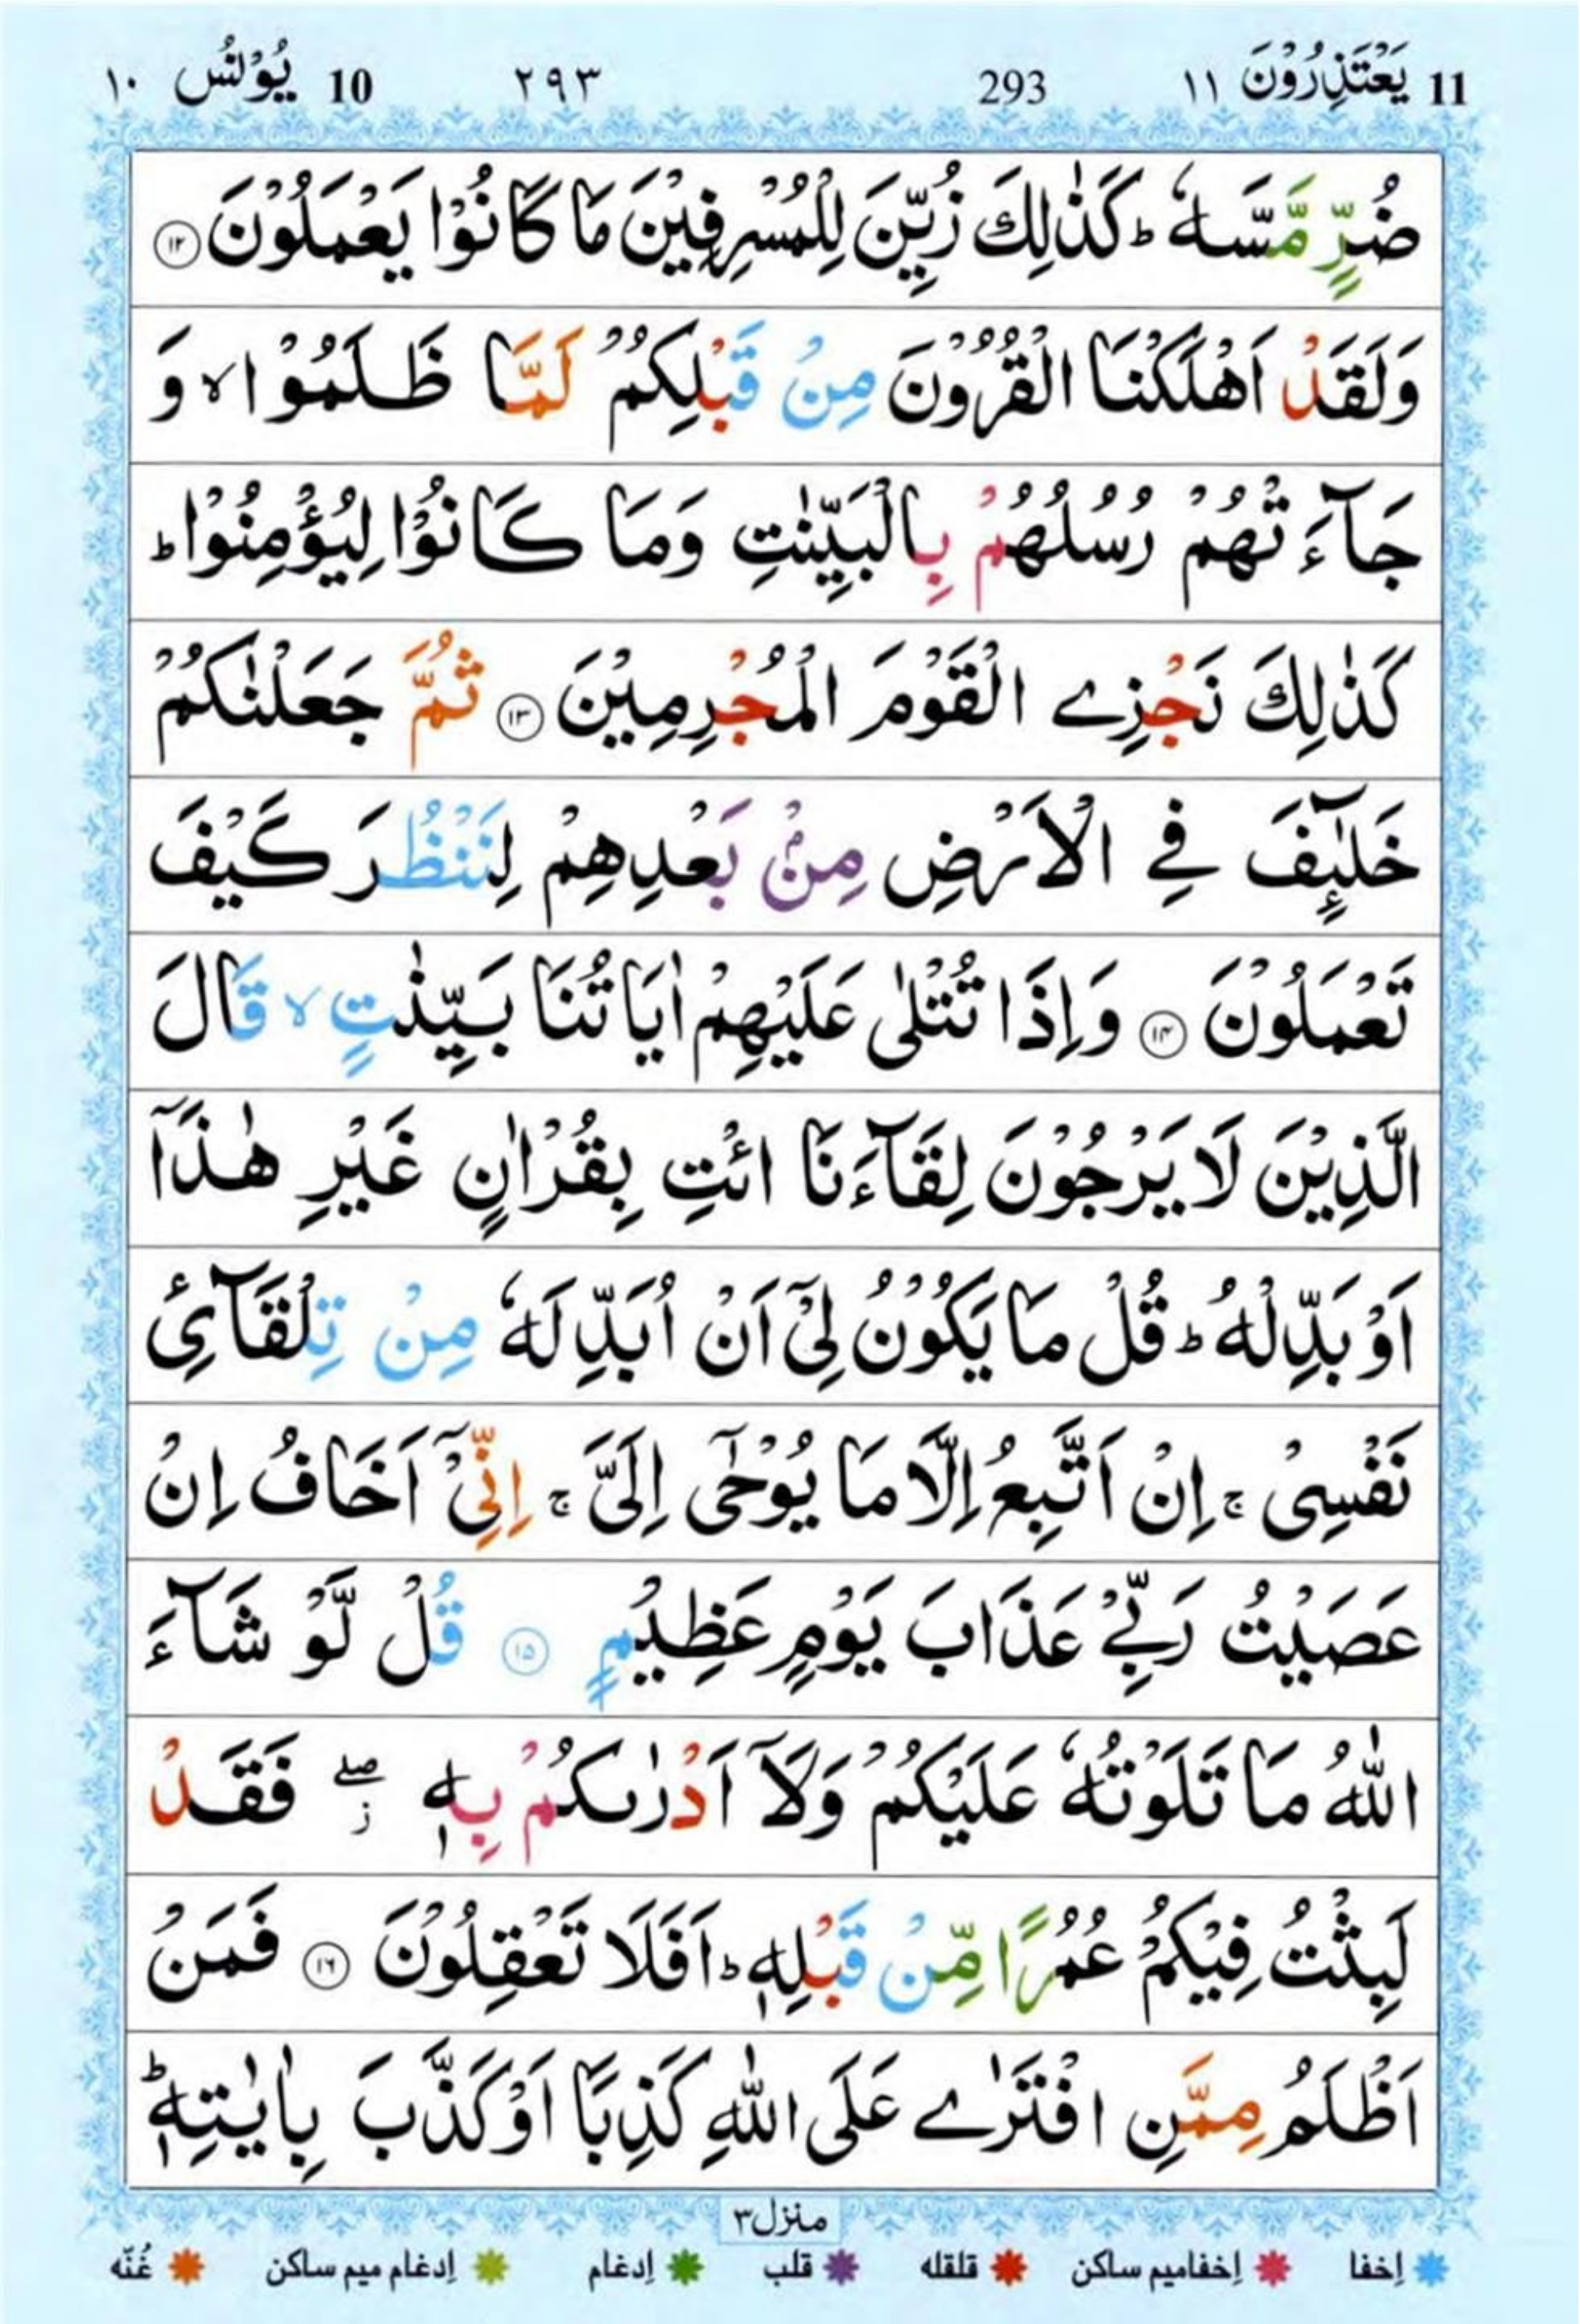 11 يَعْتَذِرُوْنَ ١١ 293 ٢٩٣ 10 يُوْنُس ١٠
ضُرٍّ مَّسَّهٗ ؕ كَذٰلِكَ زُيِّنَ لِلْمُسْرِفِيْنَ مَا كَانُوْا يَعْمَلُوْنَ ۱۲
وَلَقَدْ اَهْلَكْنَا الْقُرُوْنَ مِنْ قَبْلِكُمْ لَمَّا ظَلَمُوْا ۙ وَ
جَآءَتْهُمْ رُسُلُهُمْ بِالْبَيِّنٰتِ وَمَا كَانُوْا لِيُؤْمِنُوْا ؕ
كَذٰلِكَ نَجْزِے الْقَوْمَ الْمُجْرِمِيْنَ ۱۳ ثُمَّ جَعَلْنٰكُمْ
خَلٰٓئِفَ فِے الْاَرْضِ مِنْۢ بَعْدِهِمْ لِنَنْظُرَ كَيْفَ
تَعْمَلُوْنَ ۱۴ وَاِذَا تُتْلٰى عَلَيْهِمْ اٰيَاتُنَا بَيِّنٰتٍ ۙ قَالَ
الَّذِيْنَ لَا يَرْجُوْنَ لِقَآءَنَا ائْتِ بِقُرْاٰنٍ غَيْرِ هٰذَآ
اَوْ بَدِّلْهُ ؕ قُلْ مَا يَكُوْنُ لِيْٓ اَنْ اُبَدِّلَهٗ مِنْ تِلْقَآئِ
نَفْسِىْ ۚ اِنْ اَتَّبِعُ اِلَّا مَا يُوْحٰٓى اِلَىَّ ۚ اِنِّىْٓ اَخَافُ اِنْ
عَصَيْتُ رَبِّے عَذَابَ يَوْمٍ عَظِيْمٍ ۱۵ قُلْ لَّوْ شَآءَ
اللّٰهُ مَا تَلَوْتُهٗ عَلَيْكُمْ وَلَآ اَدْرٰىكُمْ بِهٖ ۖ ز فَقَدْ
لَبِثْتُ فِيْكُمْ عُمُرًا مِّنْ قَبْلِهٖ ؕ اَفَلَا تَعْقِلُوْنَ ۱۶ فَمَنْ
اَظْلَمُ مِمَّنِ افْتَرٰے عَلَى اللّٰهِ كَذِبًا اَوْ كَذَّبَ بِاٰيٰتِهٖ ؕ
منزل ۳
إخفا إخفاميم ساكن قلقله قلب إدغام إدغام ميم ساكن غُنّه